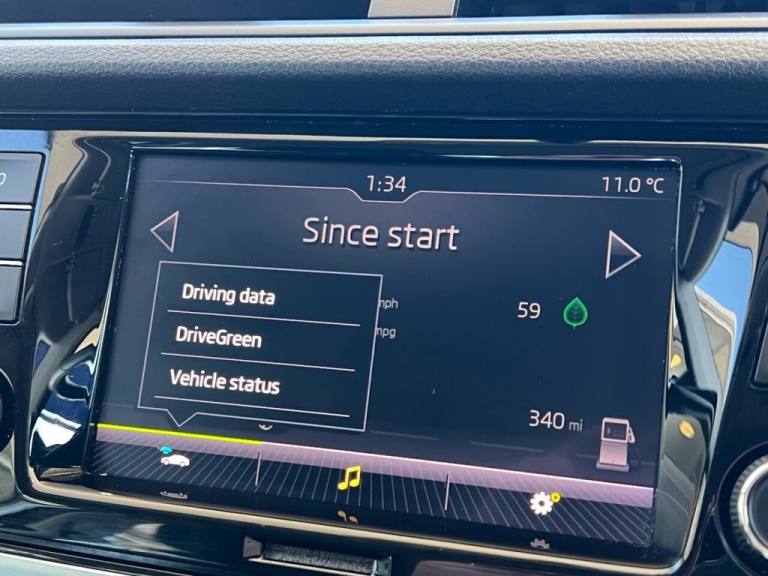 1:34
11.0 °C
Since start
Driving data
DriveGreen
Vehicle status
mph
mpg
59
340 mi